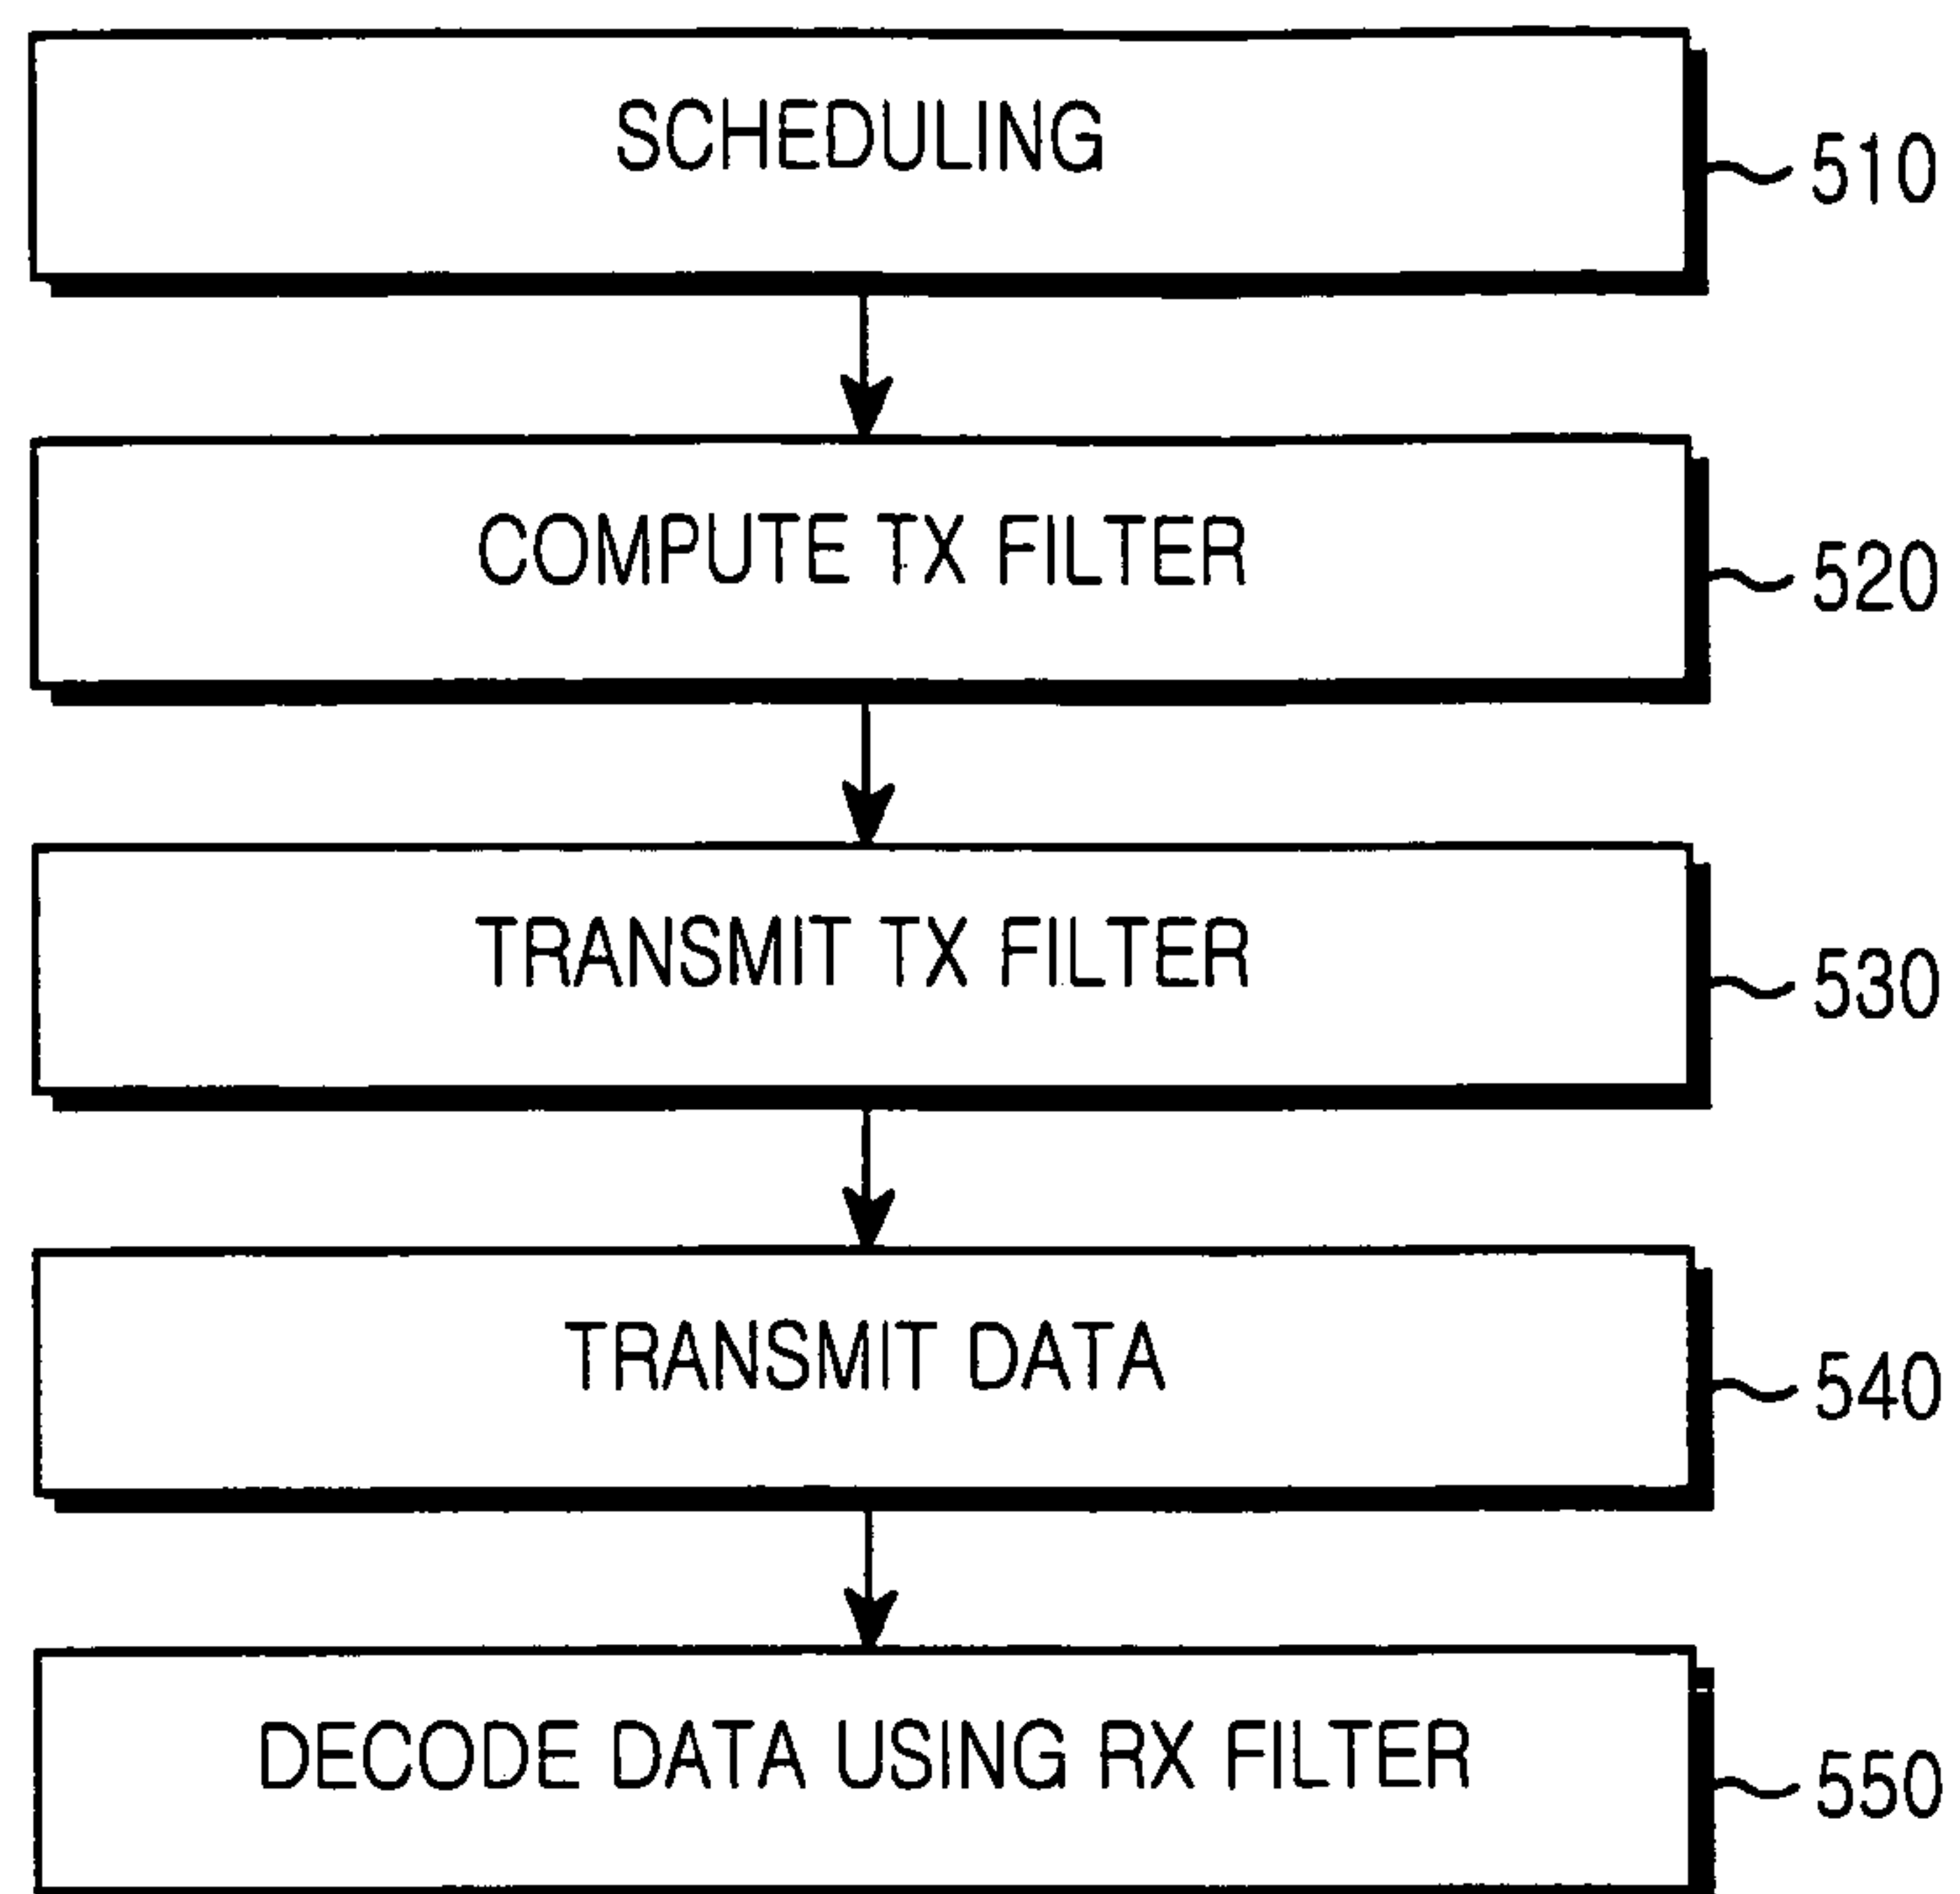 SCHEDULING
510
COMPUTE TX FILTER
520
TRANSMIT TX FILTER
530
TRANSMIT DATA
540
DECODE DATA USING RX FILTER
550